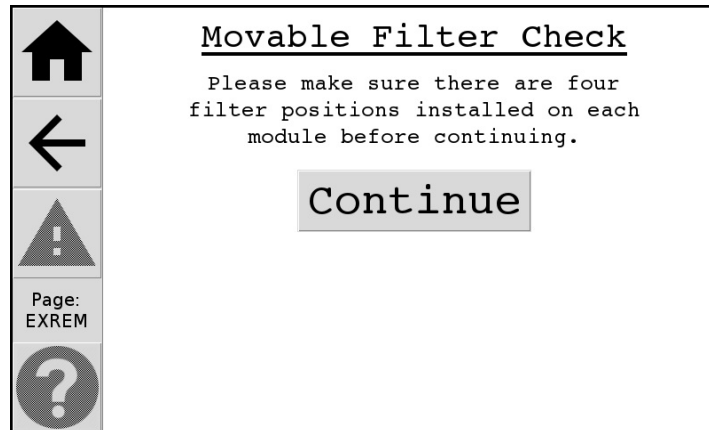 Movable Filter Check
Please make sure there are four
filter positions installed on each
module before continuing.
Continue
Page:
EXREM